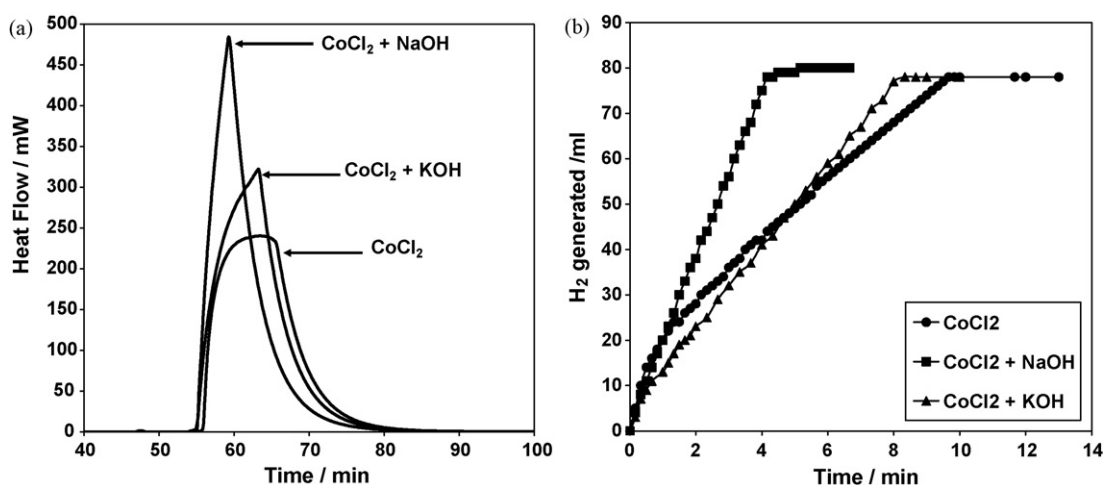 (a)
500
450
400
350
300
250
200
150
100
50
0
Heat Flow / mW
CoCl₂ + NaOH
CoCl₂ + KOH
CoCl₂
40 50 60 70 80 90 100
Time / min
(b)
90
80
70
60
50
40
30
20
10
0
H₂ generated /ml
CoCl2
CoCl2 + NaOH
CoCl2 + KOH
0 2 4 6 8 10 12 14
Time / min